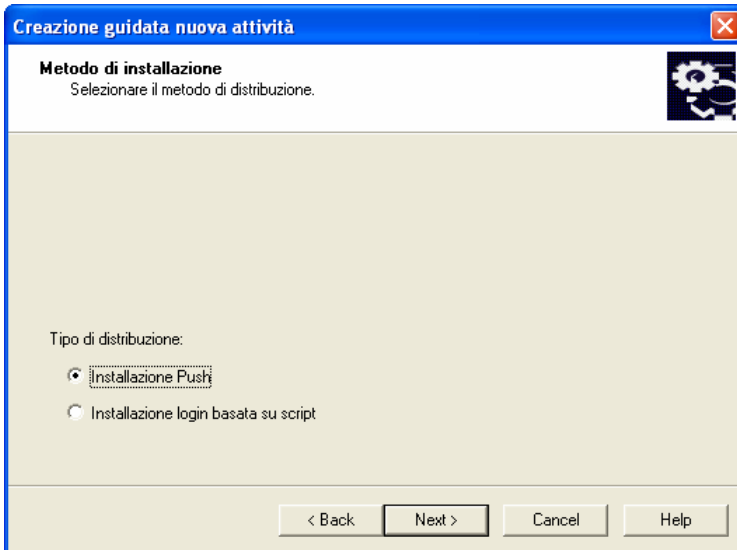 Creazione guidata nuova attività
Metodo di installazione
Selezionare il metodo di distribuzione.
Tipo di distribuzione:
Installazione Push
Installazione login basata su script
< Back
Next >
Cancel
Help